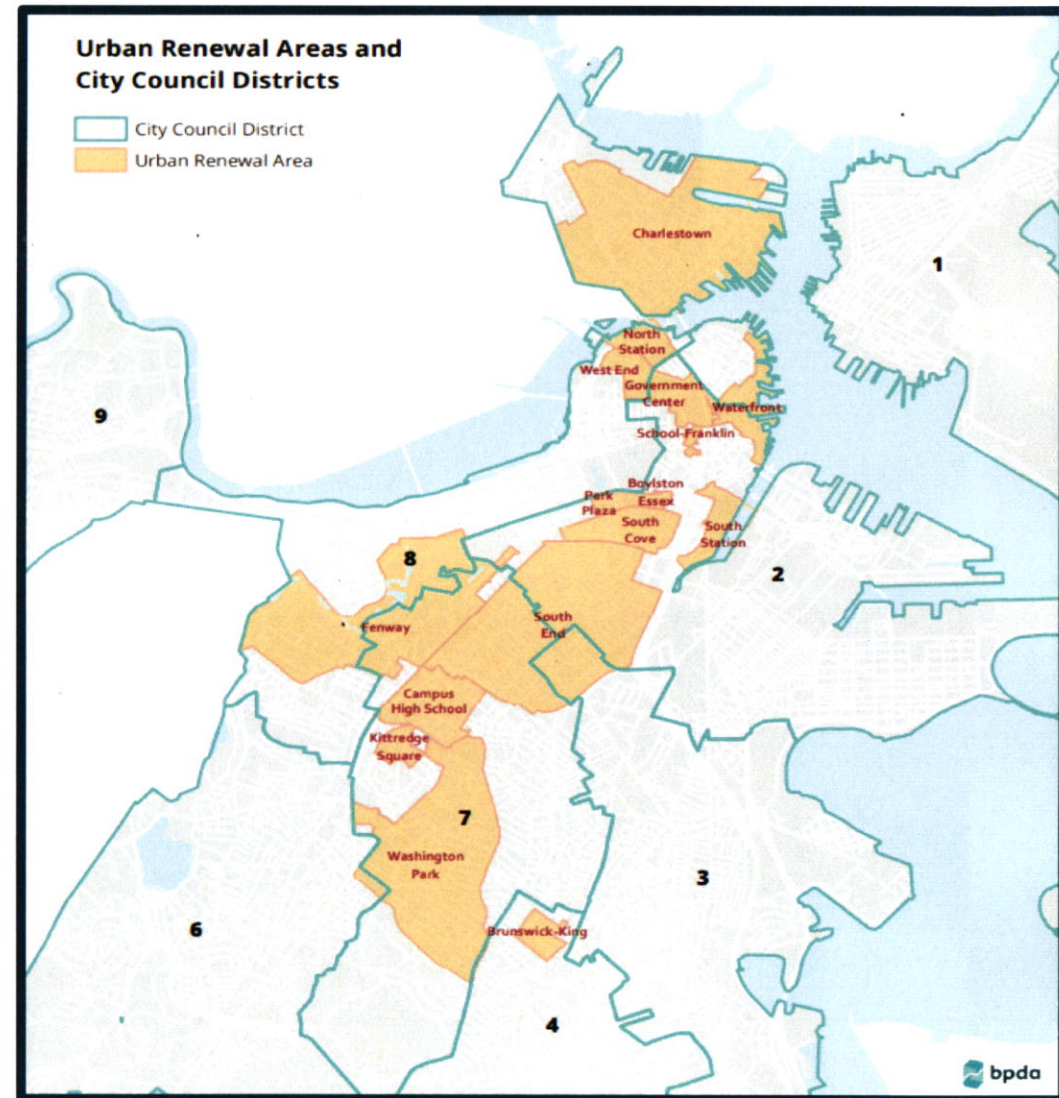 Urban Renewal Areas and
City Council Districts
City Council District
Urban Renewal Area
Charlestown
1
North
Station
West End
Government
Center
Waterfront
9
School-Franklin
Boylston
Essex
Park
Plaza
South
Cove
South
Station
8
2
Fenway
South
End
Campus
High School
Kittredge
Square
7
Washington
Park
3
6
Brunswick-King
4
bpda